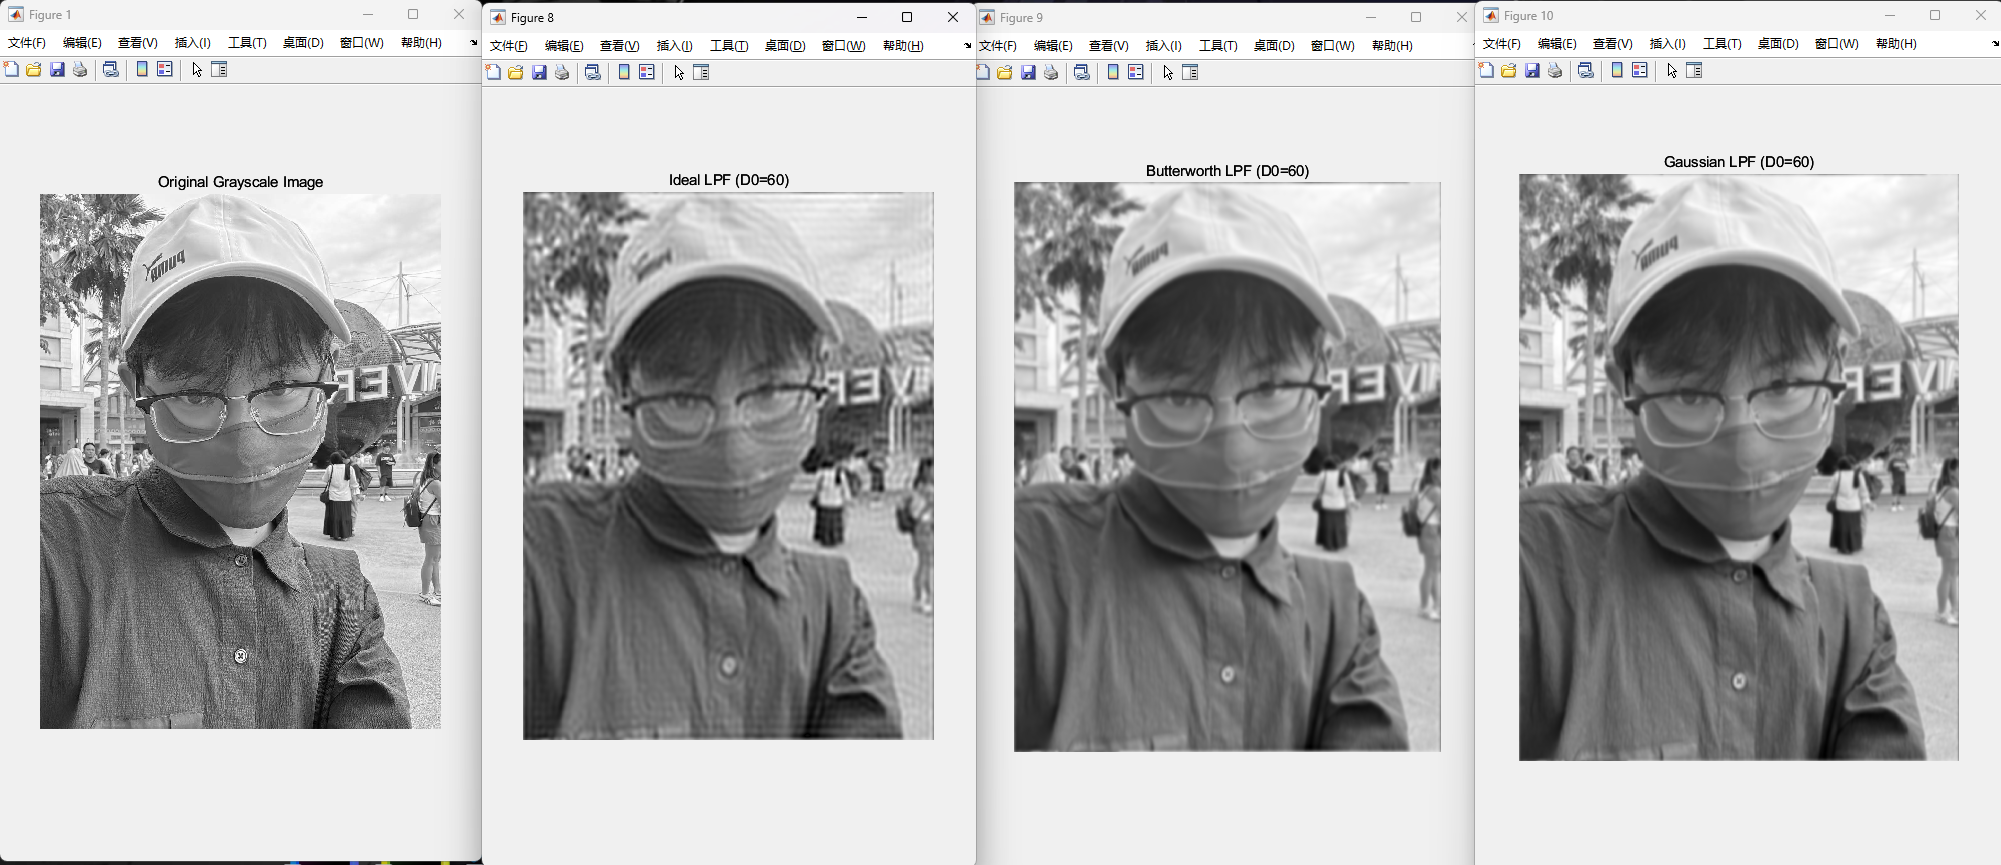 Figure 1
文件(F) 编辑(E) 查看(V) 插入(I) 工具(T) 桌面(D) 窗口(W) 帮助(H)
Original Grayscale Image
Figure 8
文件(F) 编辑(E) 查看(V) 插入(I) 工具(T) 桌面(D) 窗口(W) 帮助(H)
Ideal LPF (D0=60)
Figure 9
文件(F) 编辑(E) 查看(V) 插入(I) 工具(T) 桌面(D) 窗口(W) 帮助(H)
Butterworth LPF (D0=60)
Figure 10
文件(F) 编辑(E) 查看(V) 插入(I) 工具(T) 桌面(D) 窗口(W) 帮助(H)
Gaussian LPF (D0=60)